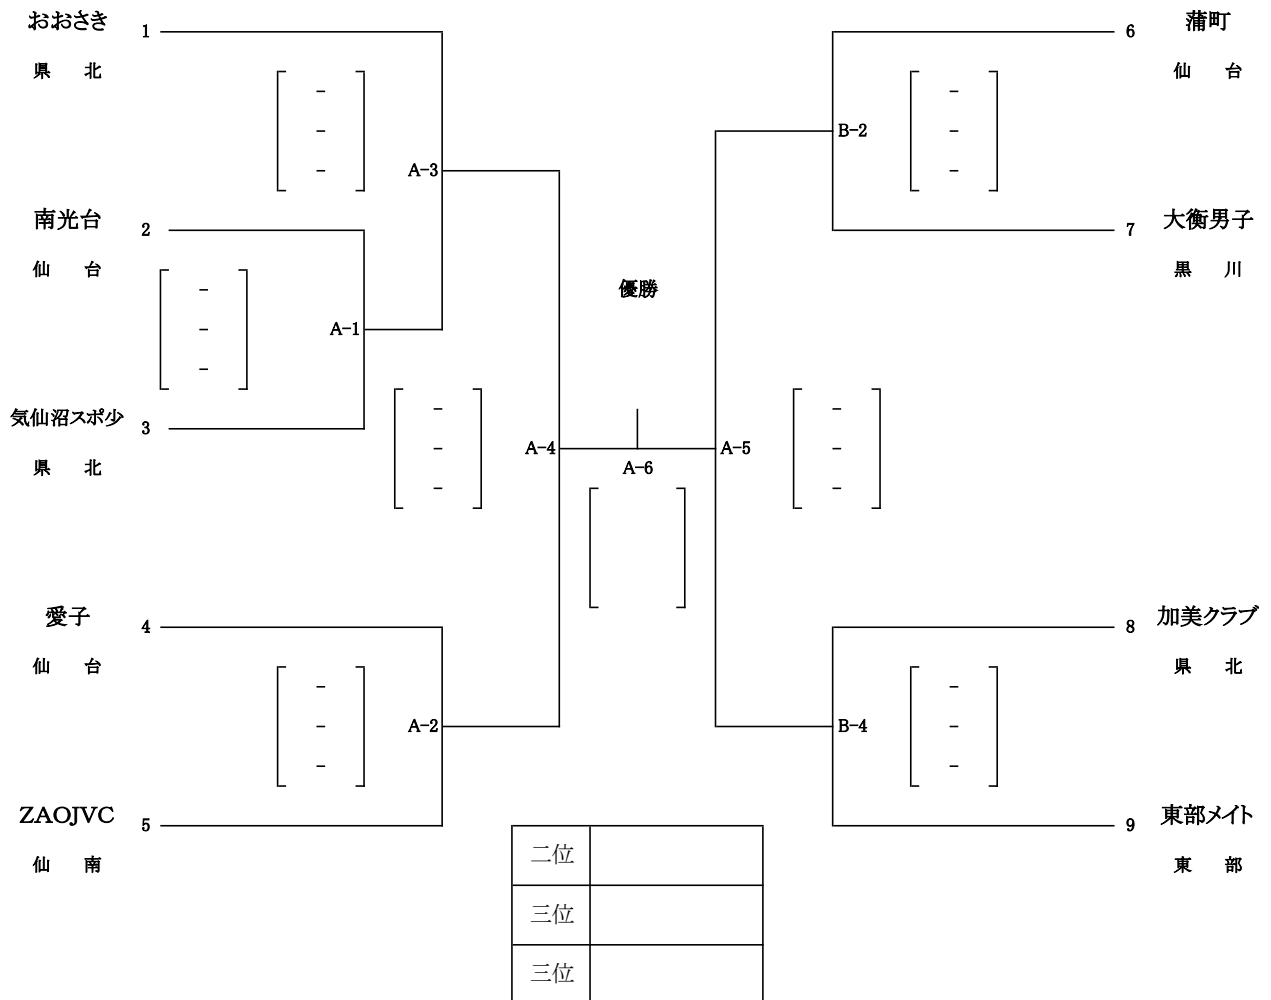 おおさき 1
県 北
-
-
-
A-3
南光台 2
仙 台
-
-
-
A-1
気仙沼スポ少 3
県 北
-
-
-
A-4
愛子 4
仙 台
-
-
-
A-2
ZAOJVC 5
仙 南
優勝
A-6
6 蒲町
仙 台
-
-
-
B-2
7 大衡男子
黒 川
A-5
-
-
-
8 加美クラブ
県 北
-
-
-
B-4
9 東部メイト
東 部
二位
三位
三位